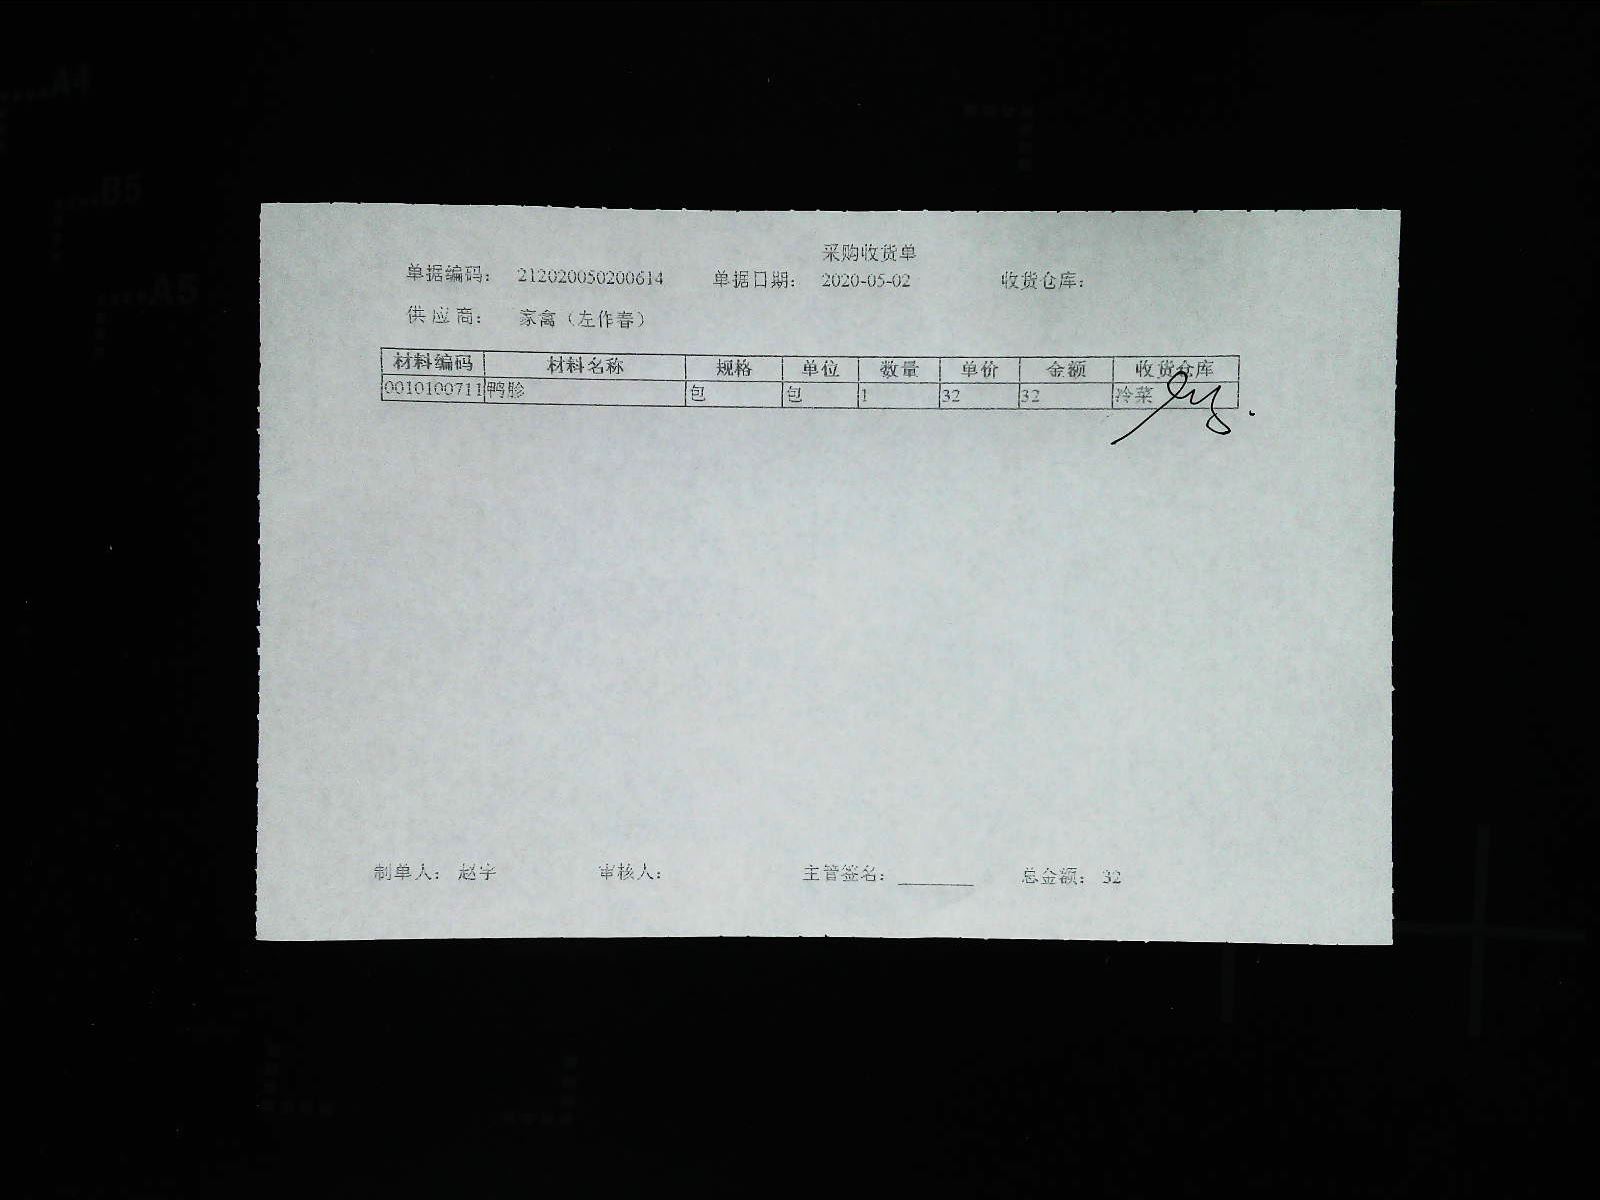 采购收货单
单据编码: 212020050200614 单据日期: 2020-05-02 收货仓库:
供应商: 家禽（左作春）
材料编码 材料名称 规格 单位 数量 单价 金额 收货仓库
0010100711 鸭胗 包 包 1 32 32 冷菜
制单人: 赵宇 审核人: 主管签名: ________ 总金额: 32
A4
B5
A5